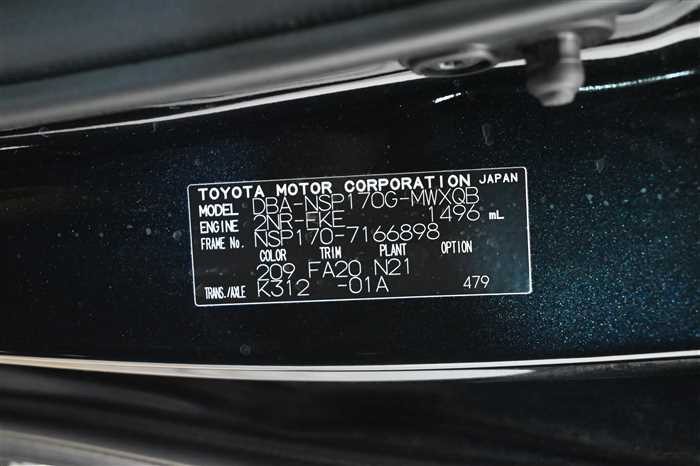 TOYOTA MOTOR CORPORATION JAPAN
MODEL DBA-NSP170G-MWXQB
ENGINE 2NR-FKE 1496 mL
FRAME No. NSP170-7166898
COLOR TRIM PLANT OPTION
209 FA20 N21
TRANS./AXLE K312 -01A 479